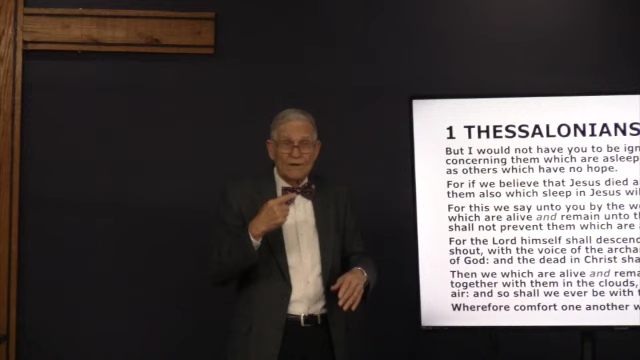 1 THESSALONIANS
But I would not have you to be ign
concerning them which are asleep
as others which have no hope.
For if we believe that Jesus died a
them also which sleep in Jesus wil
For this we say unto you by the w
which are alive and remain unto t
shall not prevent them which are a
For the Lord himself shall descend
shout, with the voice of the archa
of God: and the dead in Christ sha
Then we which are alive and rema
together with them in the clouds,
air: and so shall we ever be with t
Wherefore comfort one another w